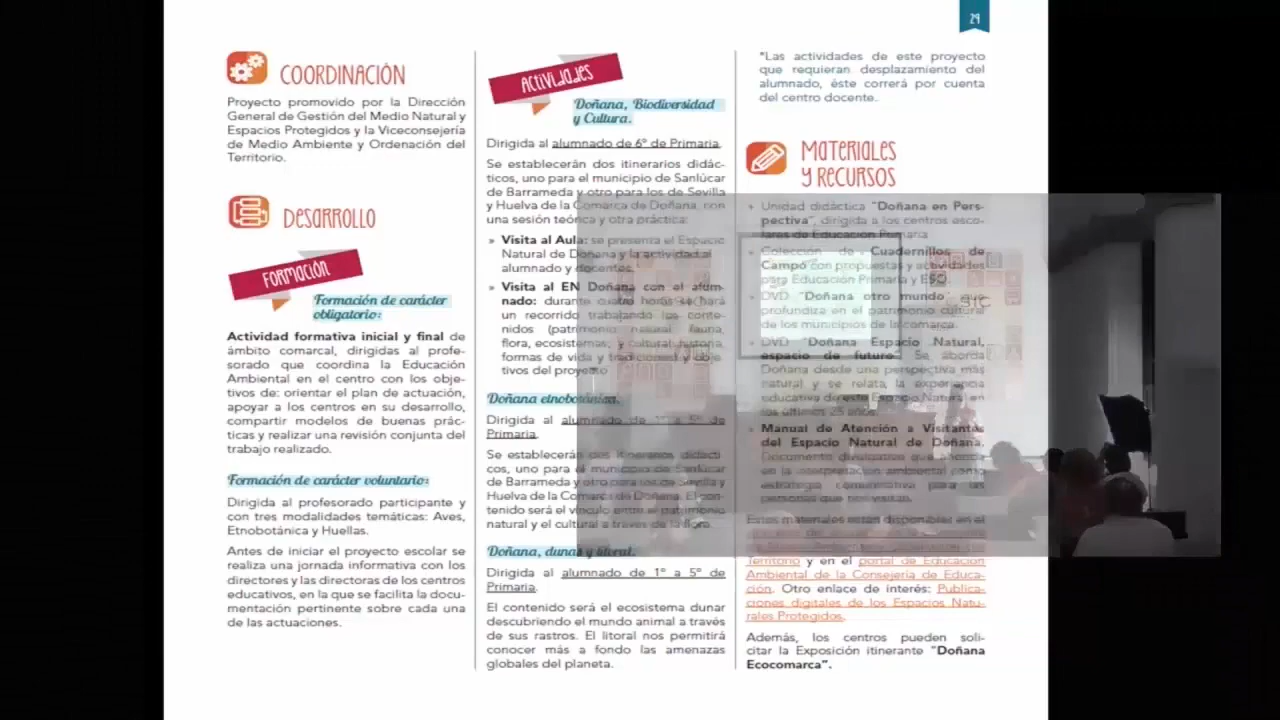 29
COORDINACIÓN
Proyecto promovido por la Dirección
General de Gestión del Medio Natural y
Espacios Protegidos y la Viceconsejería
de Medio Ambiente y Ordenación del
Territorio.
DESARROLLO
FORMACIÓN
Formación de carácter
obligatorio:
Actividad formativa inicial y final de
ámbito comarcal, dirigidas al profe-
sorado que coordina la Educación
Ambiental en el centro con los obje-
tivos de: orientar el plan de actuación,
apoyar a los centros en su desarrollo,
compartir modelos de buenas prác-
ticas y realizar una revisión conjunta del
trabajo realizado.
Formación de carácter voluntario:
Dirigida al profesorado participante y
con tres modalidades temáticas: Aves,
Etnobotánica y Huellas.
Antes de iniciar el proyecto escolar se
realiza una jornada informativa con los
directores y las directoras de los centros
educativos, en la que se facilita la docu-
mentación pertinente sobre cada una
de las actuaciones.
ACTIVIDADES
Doñana, Biodiversidad
y Cultura.
Dirigida al alumnado de 6º de Primaria.
Se establecerán dos itinerarios didác-
ticos, uno para el municipio de Sanlúcar
de Barrameda y otro para los de Sevilla
y Huelva de la Comarca de Doñana, con
una sesión teórica y otra práctica:
» Visita al Aula: se presenta el Espacio
Natural de Doñana y la actividad al
alumnado y docentes.
» Visita al EN Doñana con el alum-
nado: durante cuatro horas se hará
un recorrido trabajando los conte-
nidos (patrimonio natural, fauna,
flora, ecosistemas, y cultural, historia,
formas de vida y tradiciones) y obje-
tivos del proyecto
Doñana etnobotánica.
Dirigida al alumnado de 1º a 5º de
Primaria.
Se establecerán dos itinerarios didácti-
cos, uno para el municipio de Sanlúcar
de Barrameda y otro para los de Sevilla y
Huelva de la Comarca de Doñana. El con-
tenido será el vínculo entre el patrimonio
natural y el cultural a través de la flora.
Doñana, dunas y litoral.
Dirigida al alumnado de 1º a 5º de
Primaria.
El contenido será el ecosistema dunar
descubriendo el mundo animal a través
de sus rastros. El litoral nos permitirá
conocer más a fondo las amenazas
globales del planeta.
*Las actividades de este proyecto
que requieran desplazamiento del
alumnado, éste correrá por cuenta
del centro docente.
MATERIALES
Y RECURSOS
» Unidad didáctica "Doñana en Pers-
pectiva", dirigida a los centros esco-
lares de Educación Primaria
» Colección de Cuadernillos de
Campo con propuestas y actividades
para Educación Primaria y ESO
» DVD "Doñana otro mundo" que
profundiza en el patrimonio cultural
de los municipios de la comarca.
» DVD "Doñana Espacio Natural,
espacio de futuro". Se aborda
Doñana desde una perspectiva más
natural y se relata, la experiencia
educativa de este Espacio Natural en
los últimos 25 años.
» Manual de Atención a Visitantes
del Espacio Natural de Doñana.
Documento divulgativo que aborda
en la interpretación ambiental como
estrategia comunicativa para las
personas que nos visitan.
Estos materiales están disponibles en el
Territorio y en el portal de Educación
Ambiental de la Consejería de Educa-
ción. Otro enlace de interés: Publica-
ciones digitales de los Espacios Natu-
rales Protegidos.
Además, los centros pueden soli-
citar la Exposición itinerante "Doñana
Ecocomarca".